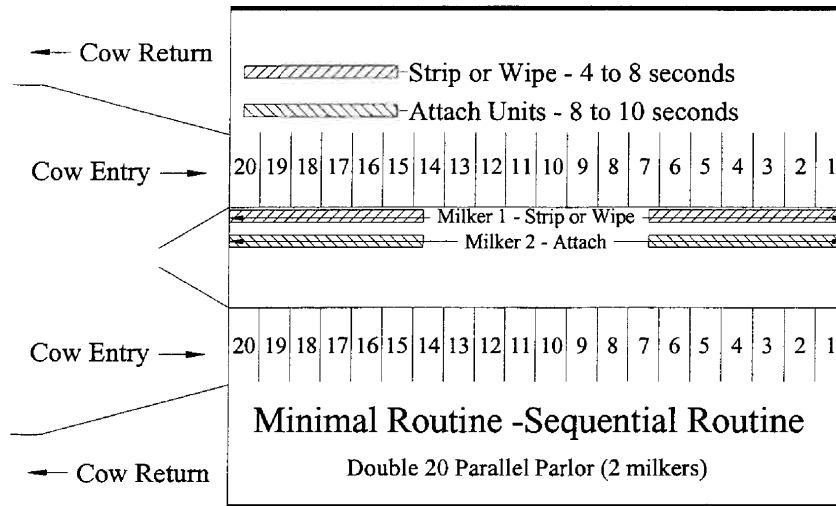 Cow Return
Strip or Wipe - 4 to 8 seconds
Attach Units - 8 to 10 seconds
Cow Entry
20 19 18 17 16 15 14 13 12 11 10 9 8 7 6 5 4 3 2 1
Milker 1 - Strip or Wipe
Milker 2 - Attach
Cow Entry
20 19 18 17 16 15 14 13 12 11 10 9 8 7 6 5 4 3 2 1
Minimal Routine -Sequential Routine
Double 20 Parallel Parlor (2 milkers)
Cow Return